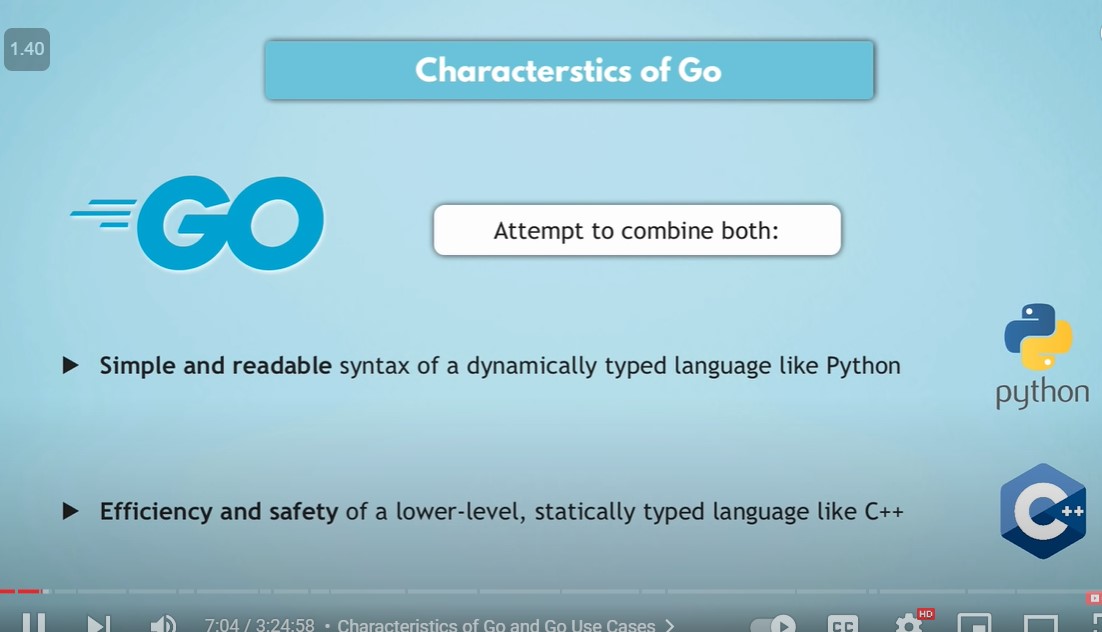 1.40
Characterstics of Go
GO
Attempt to combine both:
▶ Simple and readable syntax of a dynamically typed language like Python
python
▶ Efficiency and safety of a lower-level, statically typed language like C++
C++
7:04 / 3:24:58 • Characteristics of Go and Go Use Cases
CC
HD